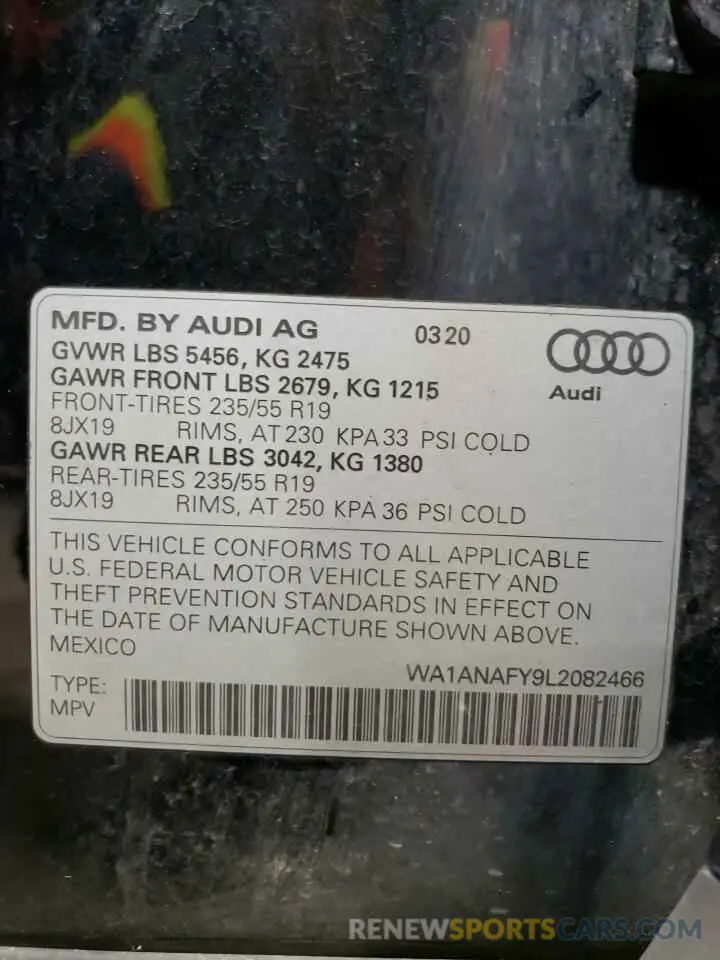 MFD. BY AUDI AG 0320
GVWR LBS 5456, KG 2475
GAWR FRONT LBS 2679, KG 1215
Audi
FRONT-TIRES 235/55 R19
8JX19 RIMS, AT 230 KPA 33 PSI COLD
GAWR REAR LBS 3042, KG 1380
REAR-TIRES 235/55 R19
8JX19 RIMS, AT 250 KPA 36 PSI COLD
THIS VEHICLE CONFORMS TO ALL APPLICABLE
U.S. FEDERAL MOTOR VEHICLE SAFETY AND
THEFT PREVENTION STANDARDS IN EFFECT ON
THE DATE OF MANUFACTURE SHOWN ABOVE.
MEXICO
WA1ANAFY9L2082466
TYPE:
MPV
RENEWSPORTSCARS.COM